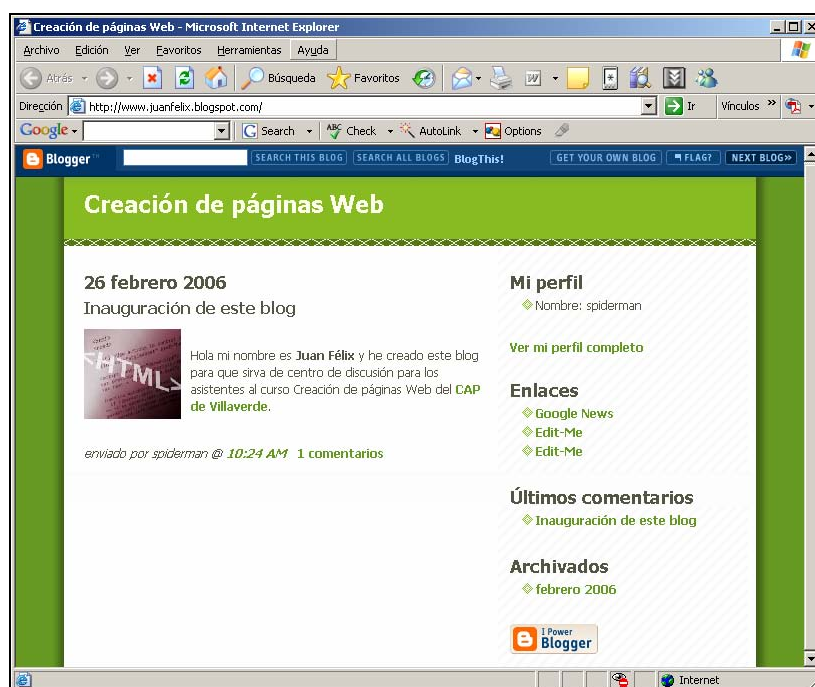 Creación de páginas Web - Microsoft Internet Explorer
Archivo Edición Ver Favoritos Herramientas Ayuda
Atrás Búsqueda Favoritos
Dirección http://www.juanfelix.blogspot.com/ Ir Vínculos »
Google Search Check AutoLink Options
Blogger SEARCH THIS BLOG SEARCH ALL BLOGS BlogThis! GET YOUR OWN BLOG FLAG? NEXT BLOG»
Creación de páginas Web
26 febrero 2006
Inauguración de este blog
<HTML>
Hola mi nombre es Juan Félix y he creado este blog
para que sirva de centro de discusión para los
asistentes al curso Creación de páginas Web del CAP
de Villaverde.
enviado por spiderman @ 10:24 AM 1 comentarios
Mi perfil
Nombre: spiderman
Ver mi perfil completo
Enlaces
Google News
Edit-Me
Edit-Me
Últimos comentarios
Inauguración de este blog
Archivados
febrero 2006
I Power
Blogger
Internet